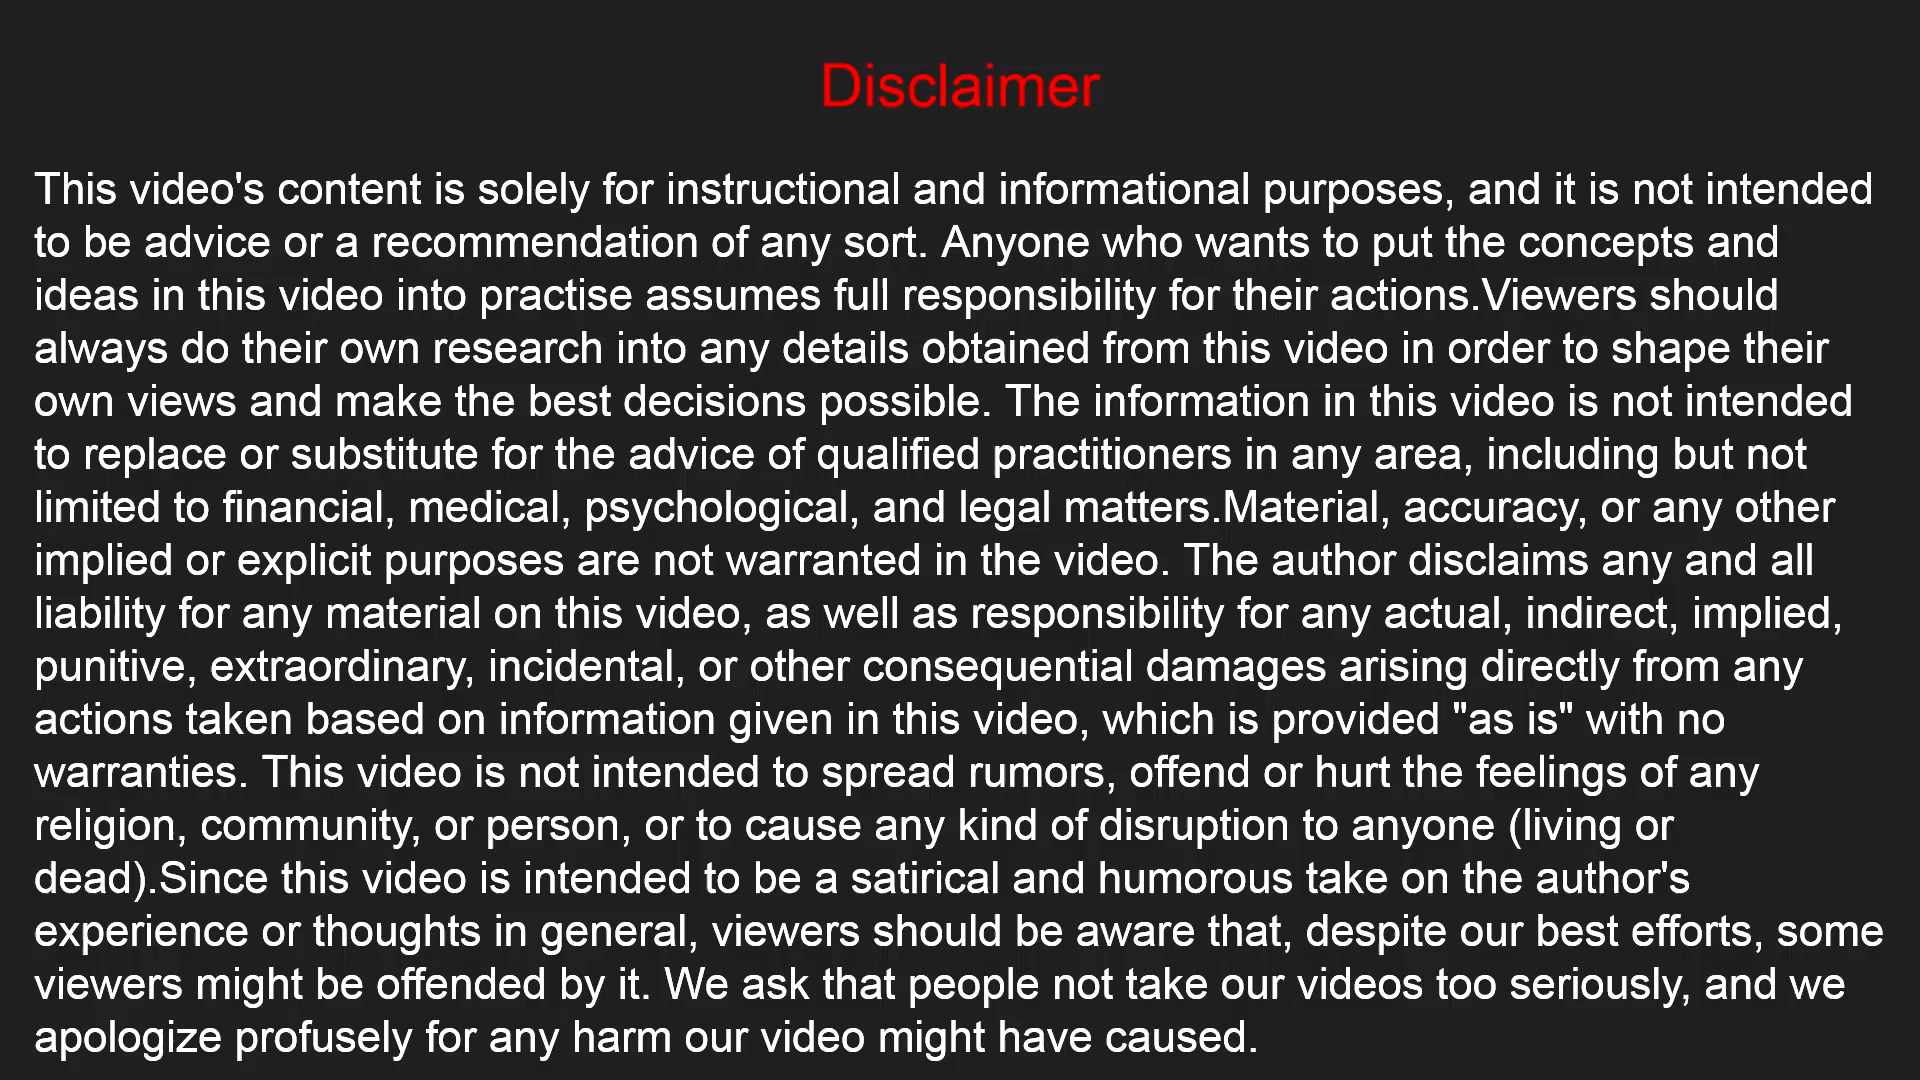 Disclaimer
This video's content is solely for instructional and informational purposes, and it is not intended
to be advice or a recommendation of any sort. Anyone who wants to put the concepts and
ideas in this video into practise assumes full responsibility for their actions.Viewers should
always do their own research into any details obtained from this video in order to shape their
own views and make the best decisions possible. The information in this video is not intended
to replace or substitute for the advice of qualified practitioners in any area, including but not
limited to financial, medical, psychological, and legal matters.Material, accuracy, or any other
implied or explicit purposes are not warranted in the video. The author disclaims any and all
liability for any material on this video, as well as responsibility for any actual, indirect, implied,
punitive, extraordinary, incidental, or other consequential damages arising directly from any
actions taken based on information given in this video, which is provided "as is" with no
warranties. This video is not intended to spread rumors, offend or hurt the feelings of any
religion, community, or person, or to cause any kind of disruption to anyone (living or
dead).Since this video is intended to be a satirical and humorous take on the author's
experience or thoughts in general, viewers should be aware that, despite our best efforts, some
viewers might be offended by it. We ask that people not take our videos too seriously, and we
apologize profusely for any harm our video might have caused.